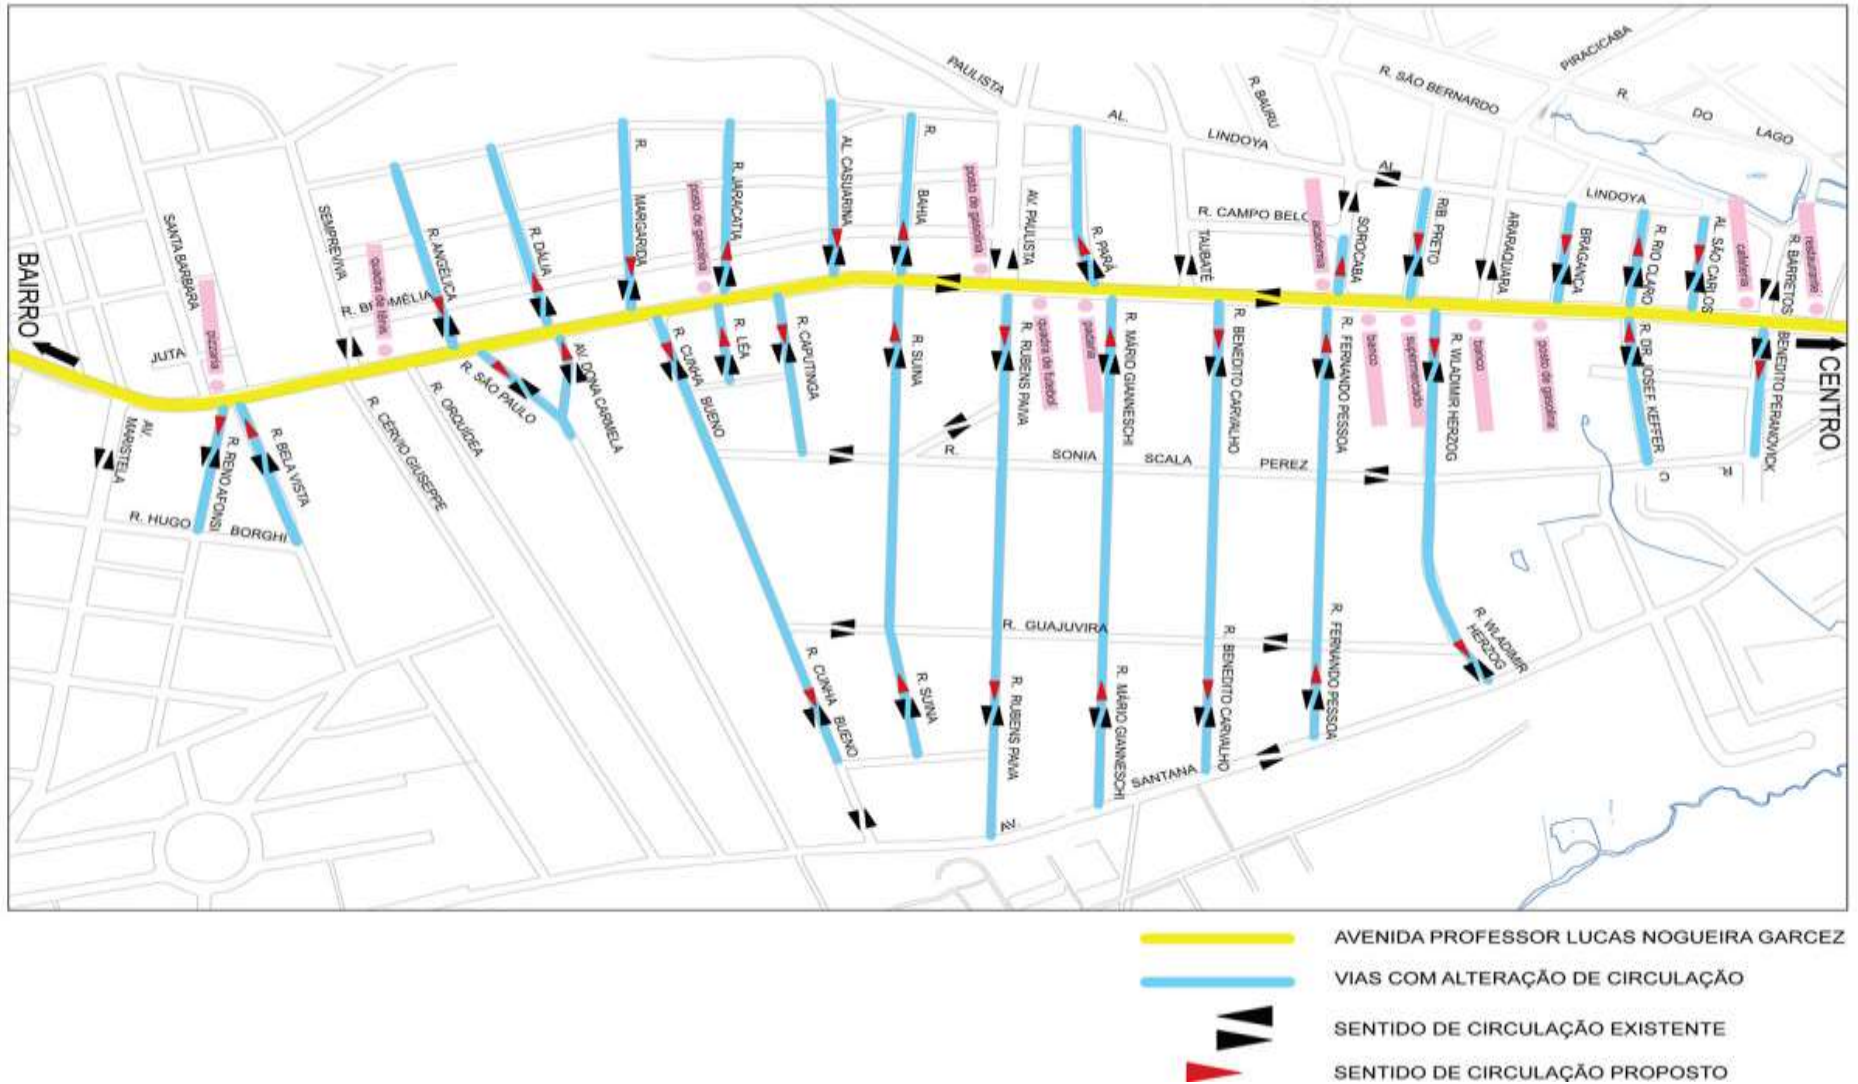 PIRACICABA
PAULISTA
R. SÃO BERNARDO
R. BAURU
R.
DO
LAGO
AL.
LINDOYA
AL.
LINDOYA
R.
MARGARIDA
R. JARACATIA
AL. CASUARINA
R.
BAHIA
posto de gasolina
AV. PAULISTA
R. PARÁ
TAUBATÉ
R. CAMPO BELO
academia
SOROCABA
RIB. PRETO
ARARAQUARA
BRAGANÇA
R. RIO CLARO
AL. SÃO CARLOS
cafeteria
R. BARRETOS
restaurante
posto de gasolina
SANTA BARBARA
SEMPREVIVA
R. ANGÉLICA
R. DÁLIA
quadra de tênis
R. BROMÉLIA
BAIRRO
JUTA
pizzaria
R. SÃO PAULO
AV. DONA CARMELA
R. CUNHA BUENO
R. LÉA
R. CAPUTINGA
R. SUINA
R. RUBENS PAIVA
quadra de futebol
padaria
R. MÁRIO GIANNESCHI
R. BENEDITO CARVALHO
R. FERNANDO PESSOA
banco
supermercado
R. WLADIMIR HERZOG
banco
posto de gasolina
R. DR. JOSEF KEFFER
BENEDITO PERANOVICK
CENTRO
AV.
MARISTELA
R. RENO AFONSI
R. BELA VISTA
R. CÉRVIO GIUSEPPE
R. ORQUÍDEA
R.
SONIA
SCALA
PEREZ
O
R.
R. HUGO
BORGHI
R. GUAJUVIRA
R. CUNHA BUENO
R. SUINA
R. RUBENS PAIVA
R. MÁRIO GIANNESCHI
R. BENEDITO CARVALHO
R. FERNANDO PESSOA
R. WLADIMIR
HERZOG
AV.
SANTANA
AVENIDA PROFESSOR LUCAS NOGUEIRA GARCEZ
VIAS COM ALTERAÇÃO DE CIRCULAÇÃO
SENTIDO DE CIRCULAÇÃO EXISTENTE
SENTIDO DE CIRCULAÇÃO PROPOSTO